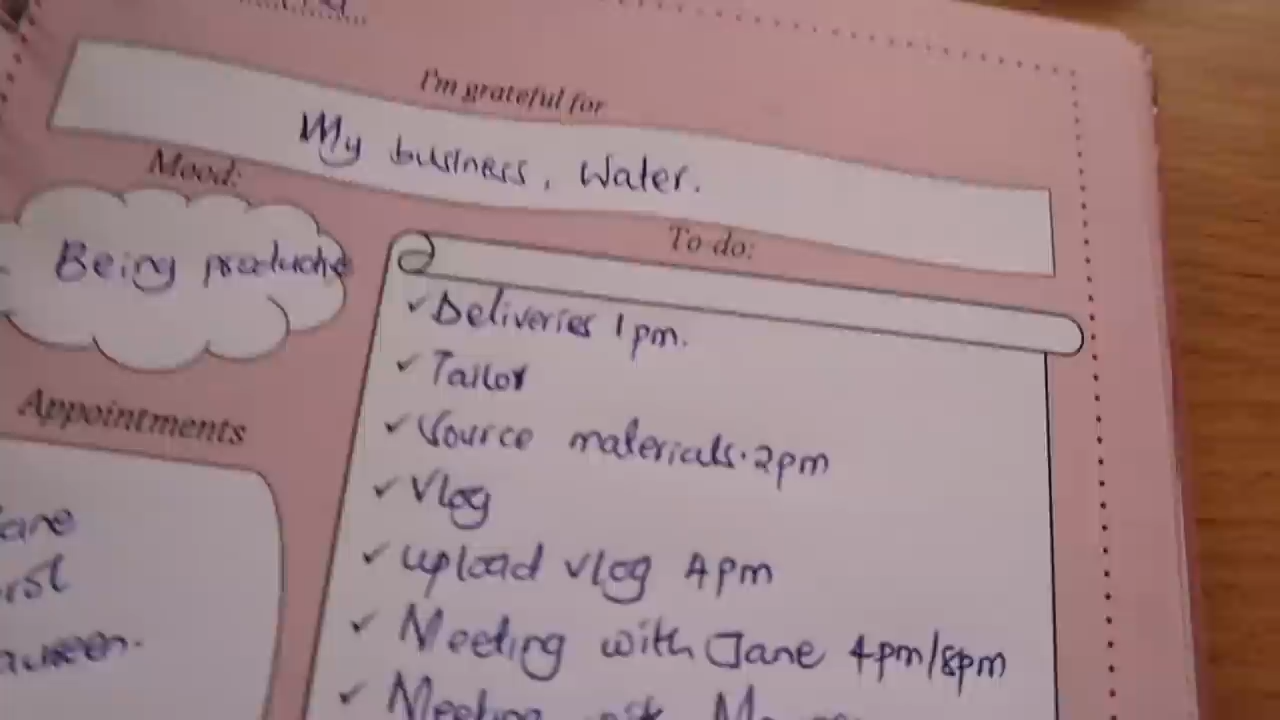 I'm grateful for
My business, Water.
Mood:
Being productive
To do:
✓ Deliveries 1pm.
✓ Tailor
✓ Source materials. 2pm
✓ Vlog
✓ upload vlog 4pm
✓ Meeting with Jane 4pm/8pm
✓ Meeting
Appointments